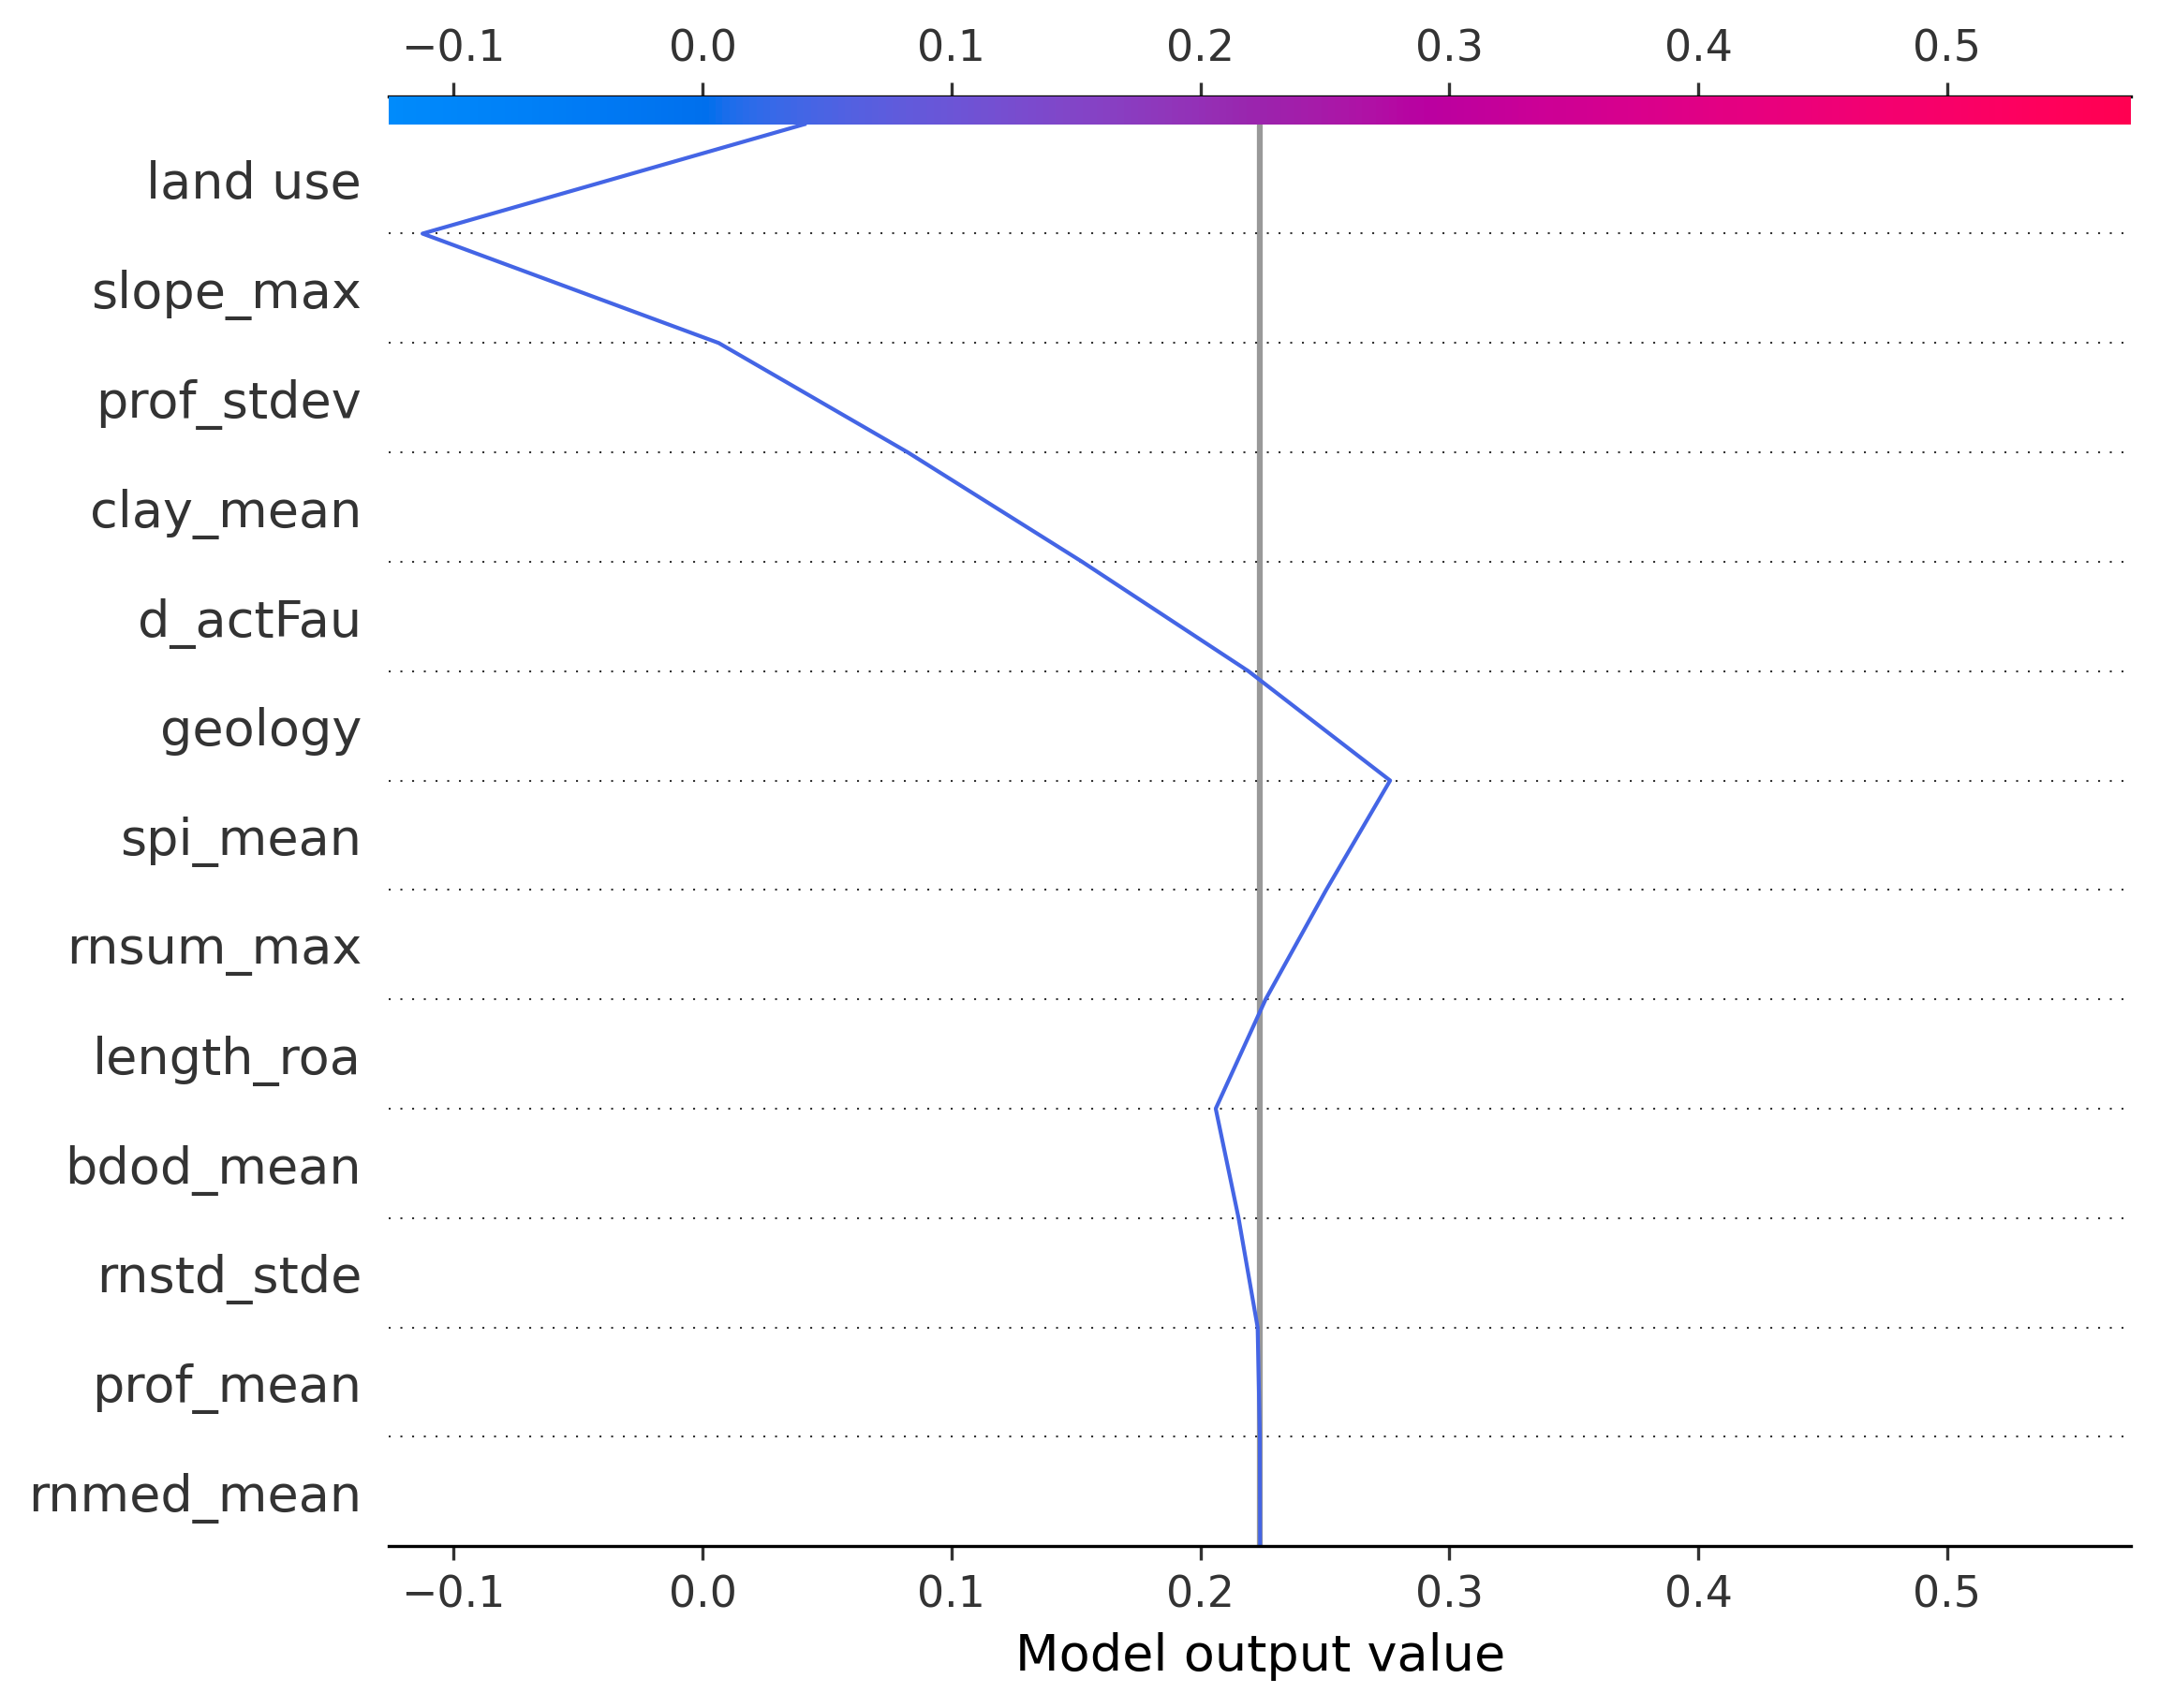 −0.1 0.0 0.1 0.2 0.3 0.4 0.5
land use
slope_max
prof_stdev
clay_mean
d_actFau
geology
spi_mean
rnsum_max
length_roa
bdod_mean
rnstd_stde
prof_mean
rnmed_mean
−0.1 0.0 0.1 0.2 0.3 0.4 0.5
Model output value